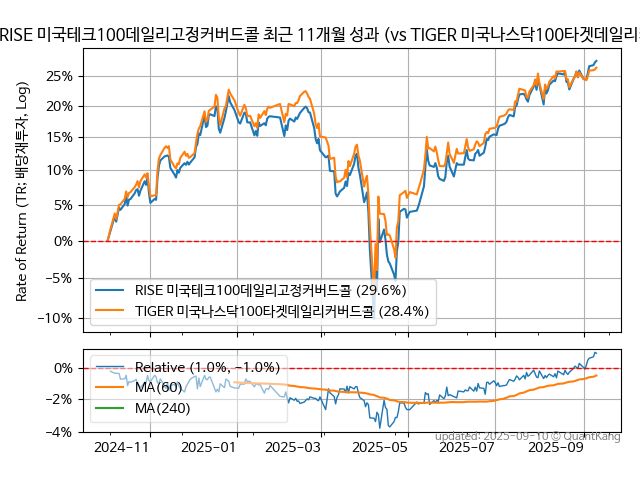 RISE 미국테크100데일리고정커버드콜 최근 11개월 성과 (vs TIGER 미국나스닥100타겟데일리
Rate of Return (TR: 배당재투자, Log)
25%
20%
15%
10%
5%
0%
−5%
−10%
RISE 미국테크100데일리고정커버드콜 (29.6%)
TIGER 미국나스닥100타겟데일리커버드콜 (28.4%)
0%
−2%
−4%
Relative (1.0%, −1.0%)
MA(60)
MA(240)
2024-11
2025-01
2025-03
2025-05
2025-07
2025-09
updated: 2025-09-10 © QuantKang